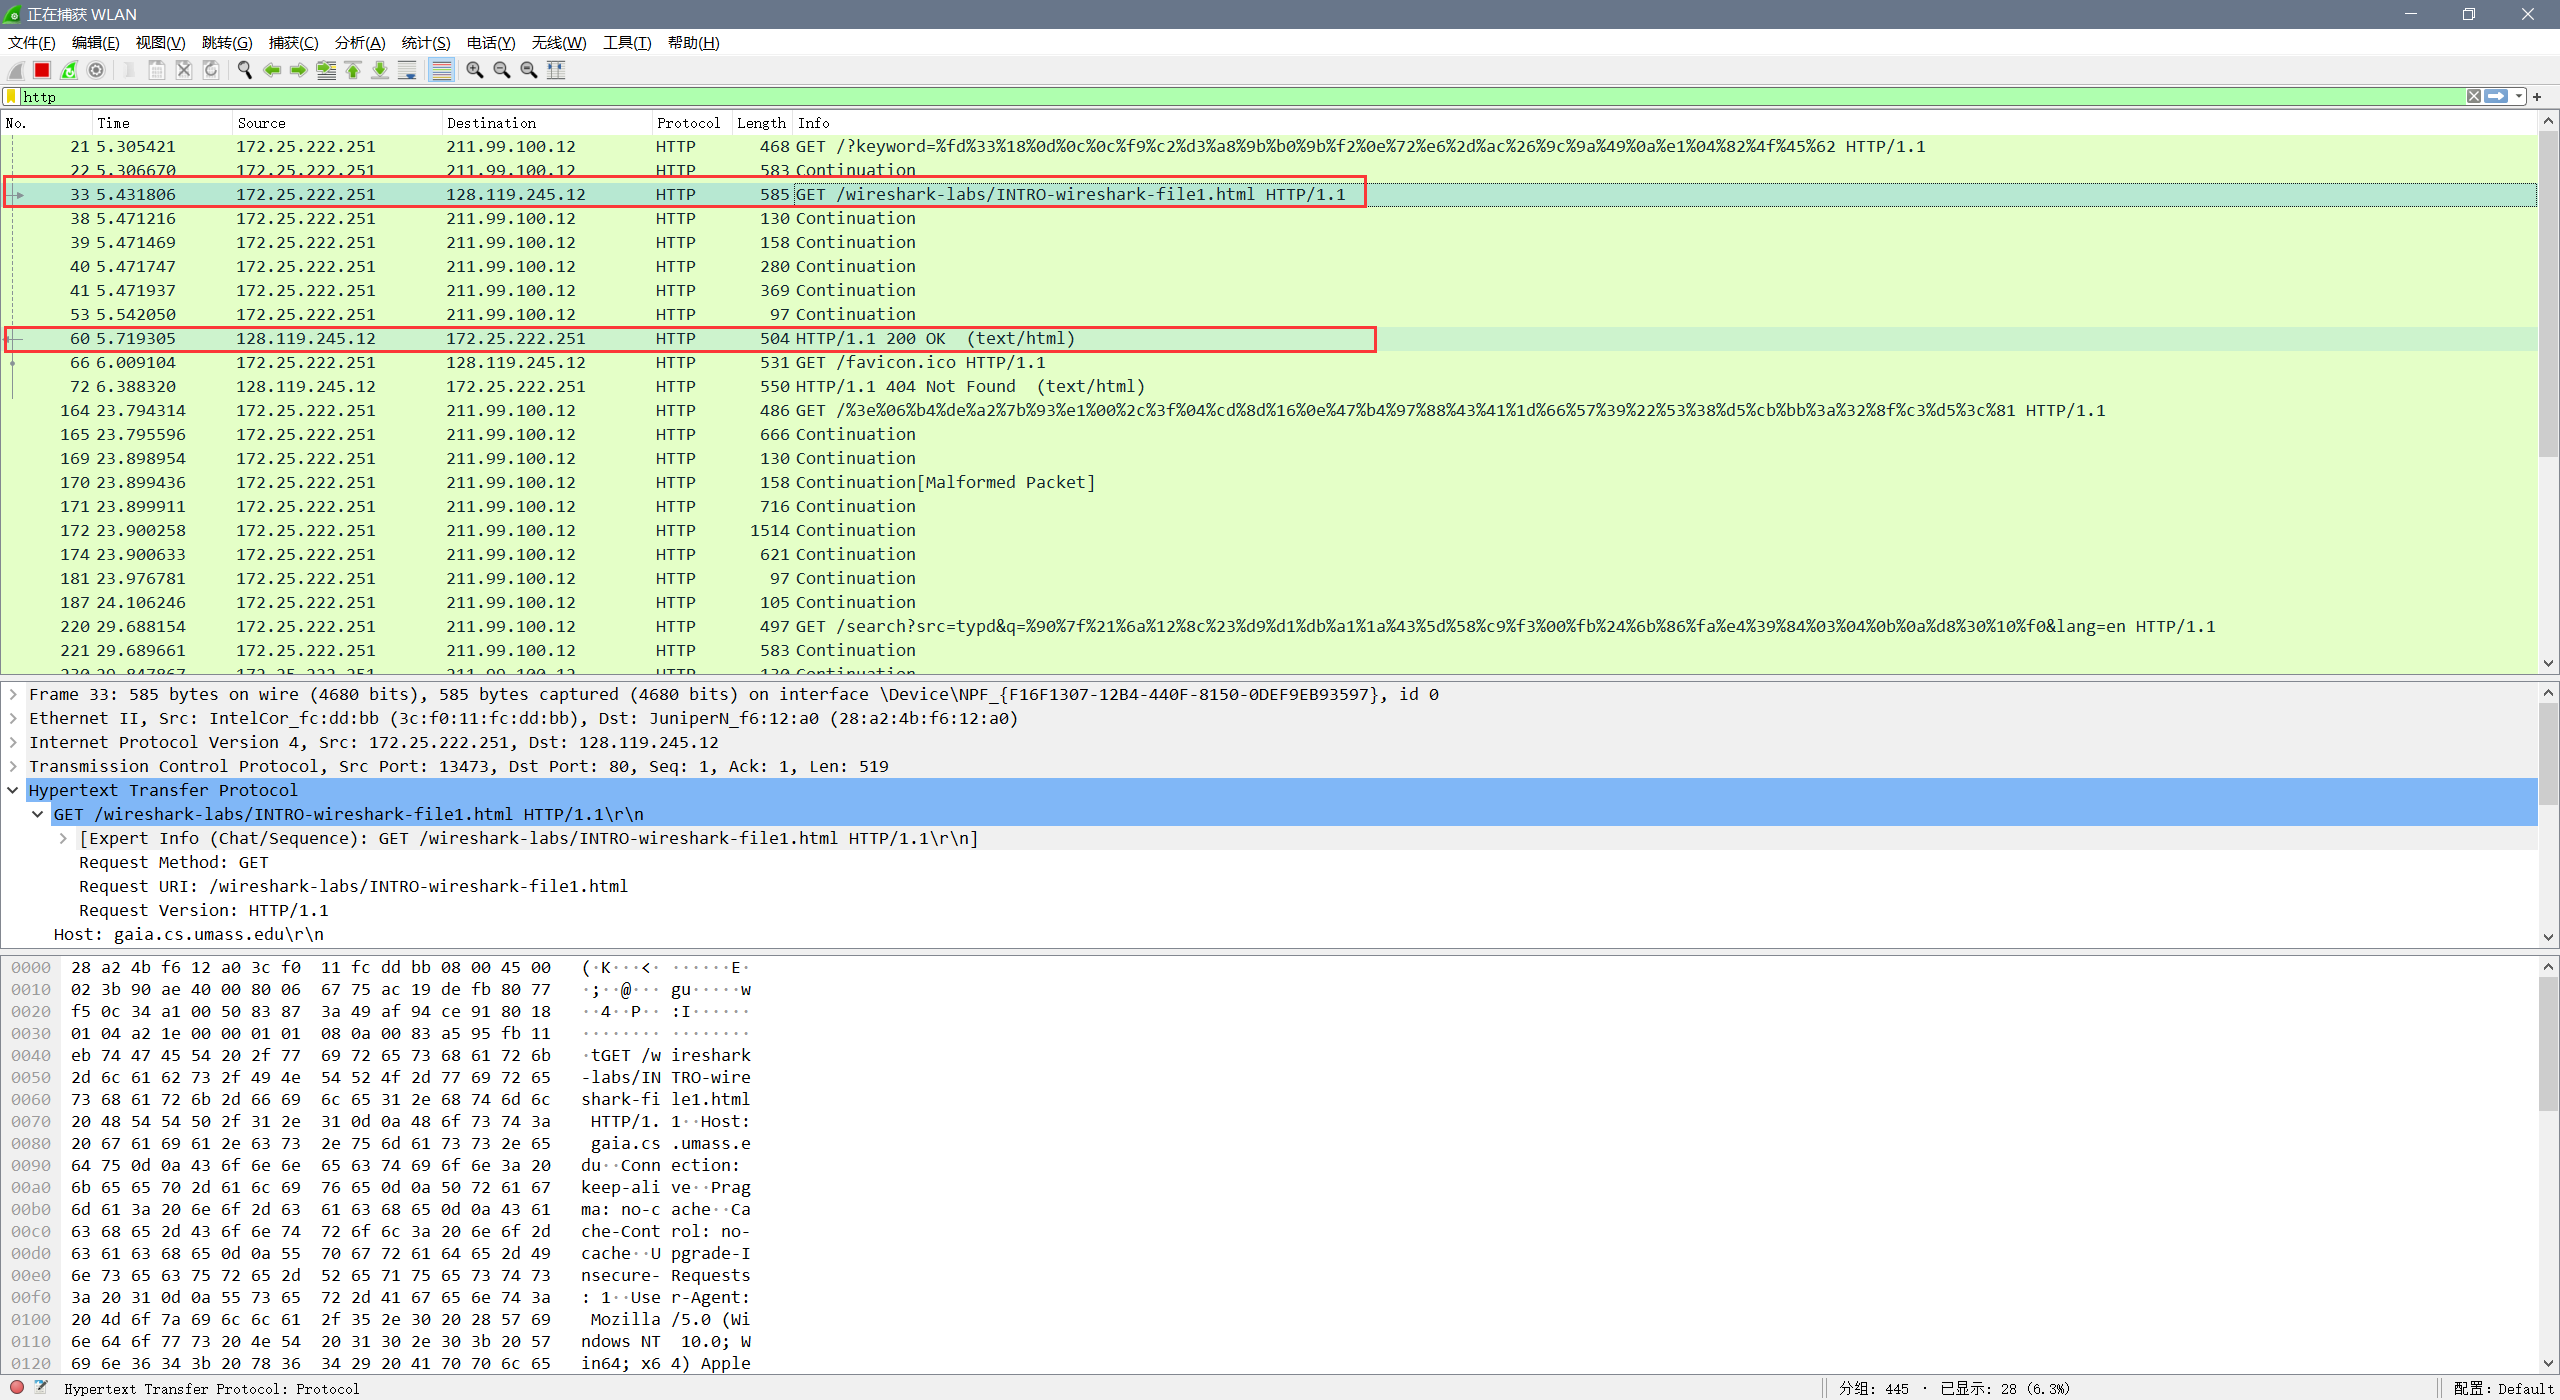 正在捕获 WLAN
文件(F) 编辑(E) 视图(V) 跳转(G) 捕获(C) 分析(A) 统计(S) 电话(Y) 无线(W) 工具(T) 帮助(H)
http
No. Time Source Destination Protocol Length Info
21 5.305421 172.25.222.251 211.99.100.12 HTTP 468 GET /?keyword=%fd%33%18%0d%0c%0c%f9%c2%d3%a8%9b%b0%9b%f2%0e%72%e6%2d%ac%26%9c%9a%49%0a%e1%04%82%4f%45%62 HTTP/1.1
22 5.306670 172.25.222.251 211.99.100.12 HTTP 583 Continuation
33 5.431806 172.25.222.251 128.119.245.12 HTTP 585 GET /wireshark-labs/INTRO-wireshark-file1.html HTTP/1.1
38 5.471216 172.25.222.251 211.99.100.12 HTTP 130 Continuation
39 5.471469 172.25.222.251 211.99.100.12 HTTP 158 Continuation
40 5.471747 172.25.222.251 211.99.100.12 HTTP 280 Continuation
41 5.471937 172.25.222.251 211.99.100.12 HTTP 369 Continuation
53 5.542050 172.25.222.251 211.99.100.12 HTTP 97 Continuation
60 5.719305 128.119.245.12 172.25.222.251 HTTP 504 HTTP/1.1 200 OK (text/html)
66 6.009104 172.25.222.251 128.119.245.12 HTTP 531 GET /favicon.ico HTTP/1.1
72 6.388320 128.119.245.12 172.25.222.251 HTTP 550 HTTP/1.1 404 Not Found (text/html)
164 23.794314 172.25.222.251 211.99.100.12 HTTP 486 GET /%3e%06%b4%de%a2%7b%93%e1%00%2c%3f%04%cd%8d%16%0e%47%b4%97%88%43%41%1d%66%57%39%22%53%38%d5%cb%bb%3a%32%8f%c3%d5%3c%81 HTTP/1.1
165 23.795596 172.25.222.251 211.99.100.12 HTTP 666 Continuation
169 23.898954 172.25.222.251 211.99.100.12 HTTP 130 Continuation
170 23.899436 172.25.222.251 211.99.100.12 HTTP 158 Continuation[Malformed Packet]
171 23.899911 172.25.222.251 211.99.100.12 HTTP 716 Continuation
172 23.900258 172.25.222.251 211.99.100.12 HTTP 1514 Continuation
174 23.900633 172.25.222.251 211.99.100.12 HTTP 621 Continuation
181 23.976781 172.25.222.251 211.99.100.12 HTTP 97 Continuation
187 24.106246 172.25.222.251 211.99.100.12 HTTP 105 Continuation
220 29.688154 172.25.222.251 211.99.100.12 HTTP 497 GET /search?src=typd&q=%90%7f%21%6a%12%8c%23%d9%d1%db%a1%1a%43%5d%58%c9%f3%00%fb%24%6b%86%fa%e4%39%84%03%04%0b%0a%d8%30%10%f0&lang=en HTTP/1.1
221 29.689661 172.25.222.251 211.99.100.12 HTTP 583 Continuation
230 29.847867 172.25.222.251 211.99.100.12 HTTP 130 Continuation
Frame 33: 585 bytes on wire (4680 bits), 585 bytes captured (4680 bits) on interface \Device\NPF_{F16F1307-12B4-440F-8150-0DEF9EB93597}, id 0
Ethernet II, Src: IntelCor_fc:dd:bb (3c:f0:11:fc:dd:bb), Dst: JuniperN_f6:12:a0 (28:a2:4b:f6:12:a0)
Internet Protocol Version 4, Src: 172.25.222.251, Dst: 128.119.245.12
Transmission Control Protocol, Src Port: 13473, Dst Port: 80, Seq: 1, Ack: 1, Len: 519
Hypertext Transfer Protocol
GET /wireshark-labs/INTRO-wireshark-file1.html HTTP/1.1\r\n
[Expert Info (Chat/Sequence): GET /wireshark-labs/INTRO-wireshark-file1.html HTTP/1.1\r\n]
Request Method: GET
Request URI: /wireshark-labs/INTRO-wireshark-file1.html
Request Version: HTTP/1.1
Host: gaia.cs.umass.edu\r\n
0000 28 a2 4b f6 12 a0 3c f0 11 fc dd bb 08 00 45 00 (·K···<· ······E·
0010 02 3b 90 ae 40 00 80 06 67 75 ac 19 de fb 80 77 ·;··@··· gu·····w
0020 f5 0c 34 a1 00 50 83 87 3a 49 af 94 ce 91 80 18 ··4··P·· :I······
0030 01 04 a2 1e 00 00 01 01 08 0a 00 83 a5 95 fb 11 ········ ········
0040 eb 74 47 45 54 20 2f 77 69 72 65 73 68 61 72 6b ·tGET /w ireshark
0050 2d 6c 61 62 73 2f 49 4e 54 52 4f 2d 77 69 72 65 -labs/IN TRO-wire
0060 73 68 61 72 6b 2d 66 69 6c 65 31 2e 68 74 6d 6c shark-fi le1.html
0070 20 48 54 54 50 2f 31 2e 31 0d 0a 48 6f 73 74 3a HTTP/1. 1··Host:
0080 20 67 61 69 61 2e 63 73 2e 75 6d 61 73 73 2e 65 gaia.cs .umass.e
0090 64 75 0d 0a 43 6f 6e 6e 65 63 74 69 6f 6e 3a 20 du··Conn ection:
00a0 6b 65 65 70 2d 61 6c 69 76 65 0d 0a 50 72 61 67 keep-ali ve··Prag
00b0 6d 61 3a 20 6e 6f 2d 63 61 63 68 65 0d 0a 43 61 ma: no-c ache··Ca
00c0 63 68 65 2d 43 6f 6e 74 72 6f 6c 3a 20 6e 6f 2d che-Cont rol: no-
00d0 63 61 63 68 65 0d 0a 55 70 67 72 61 64 65 2d 49 cache··U pgrade-I
00e0 6e 73 65 63 75 72 65 2d 52 65 71 75 65 73 74 73 nsecure- Requests
00f0 3a 20 31 0d 0a 55 73 65 72 2d 41 67 65 6e 74 3a : 1··Use r-Agent:
0100 20 4d 6f 7a 69 6c 6c 61 2f 35 2e 30 20 28 57 69 Mozilla /5.0 (Wi
0110 6e 64 6f 77 73 20 4e 54 20 31 30 2e 30 3b 20 57 ndows NT 10.0; W
0120 69 6e 36 34 3b 20 78 36 34 29 20 41 70 70 6c 65 in64; x6 4) Apple
Hypertext Transfer Protocol: Protocol 分组: 445 · 已显示: 28 (6.3%) 配置: Default